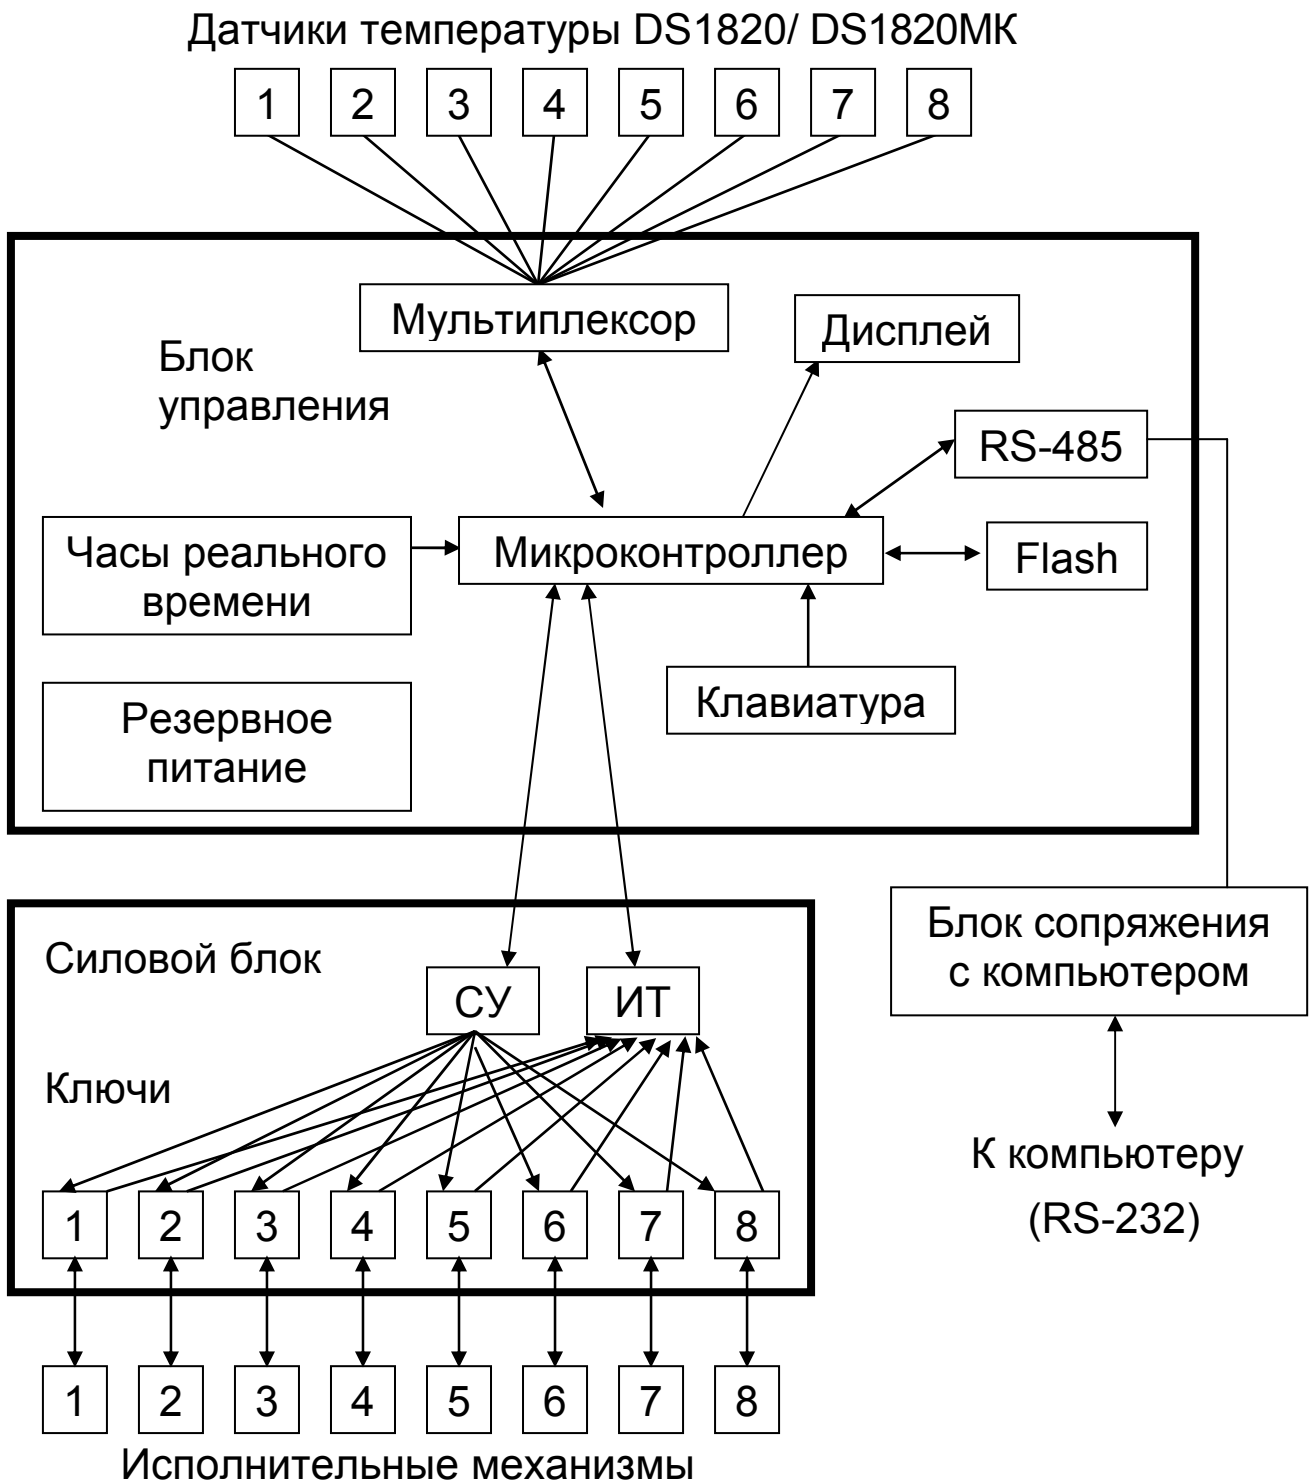 Датчики температуры DS1820/ DS1820МК
1 2 3 4 5 6 7 8
Мультиплексор
Дисплей
Блок
управления
RS-485
Часы реального
времени
Микроконтроллер
Flash
Резервное
питание
Клавиатура
Силовой блок
СУ
ИТ
Блок сопряжения
с компьютером
Ключи
К компьютеру
(RS-232)
1 2 3 4 5 6 7 8
1 2 3 4 5 6 7 8
Исполнительные механизмы